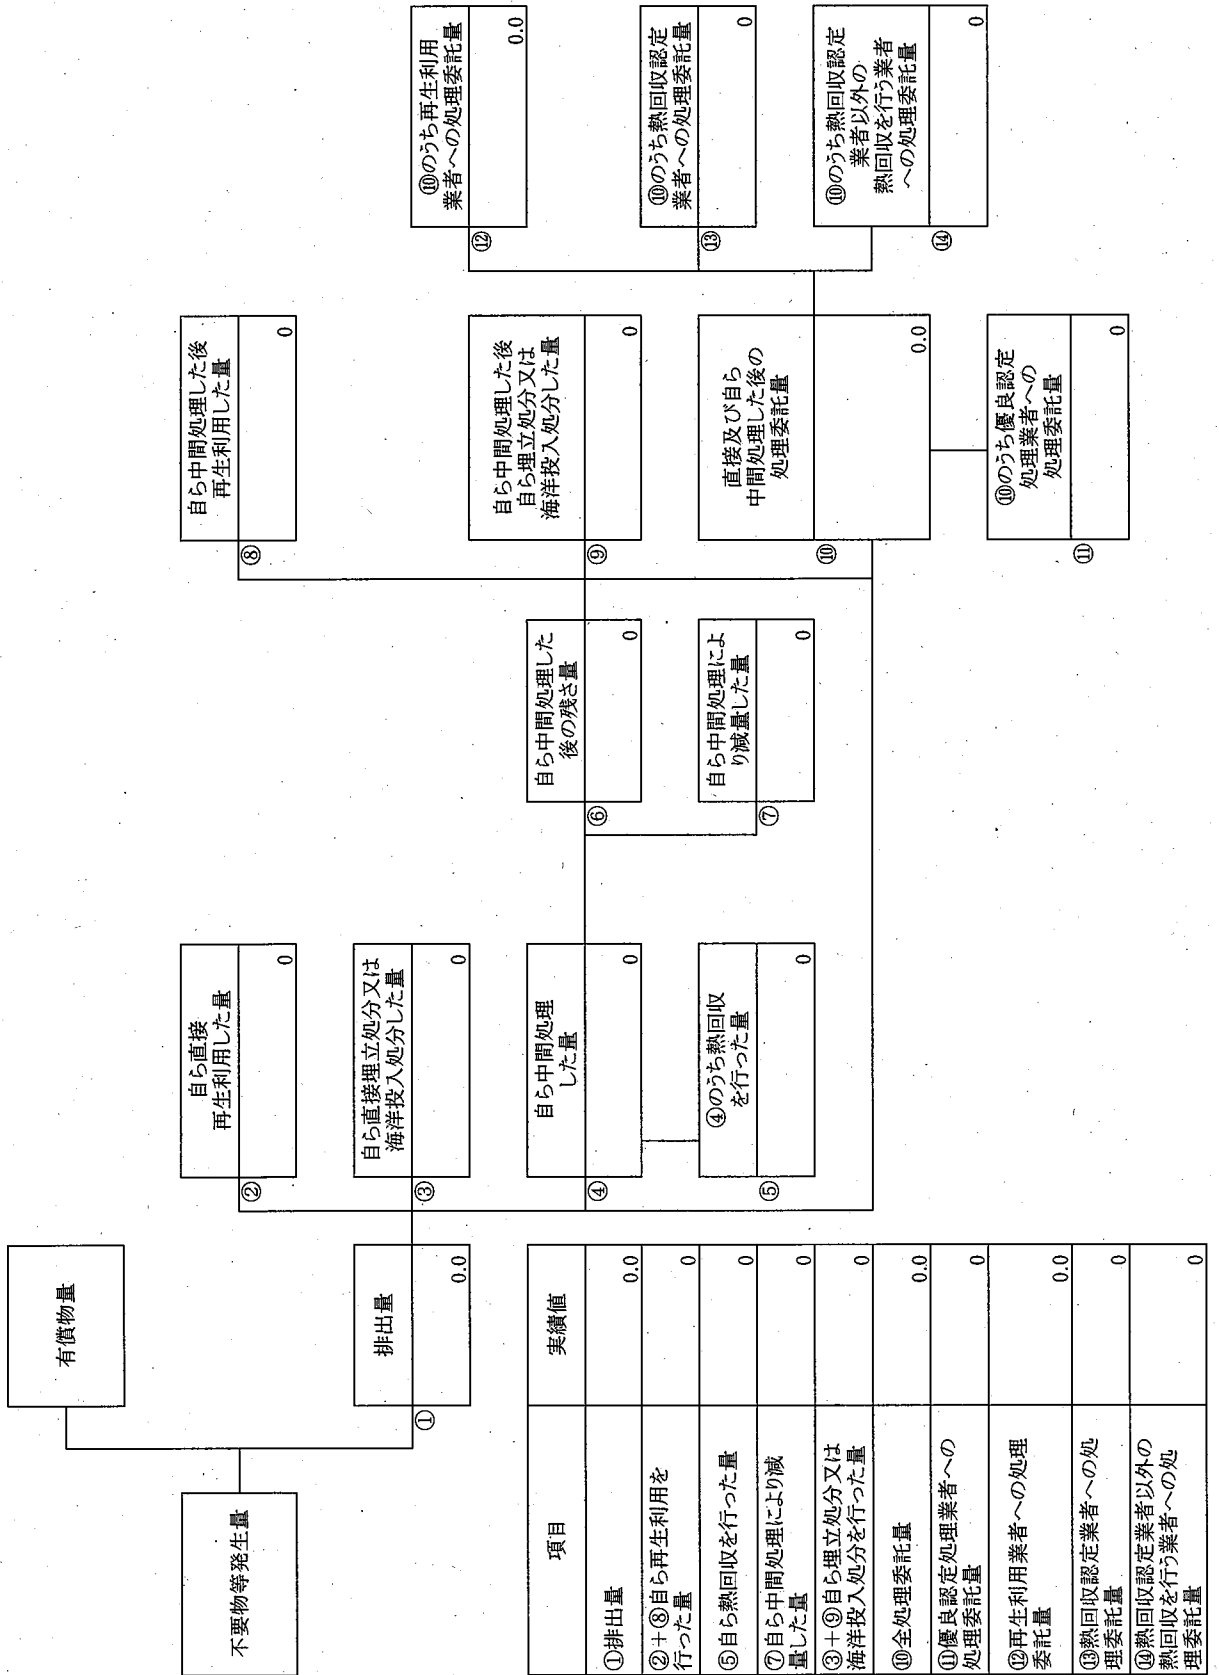 不要物等発生量
有償物量
①
排出量
0.0
②
自ら直接
再生利用した量
0
③
自ら直接埋立処分又は
海洋投入処分した量
0
④
自ら中間処理
した量
0
⑤
④のうち熱回収
を行った量
0
⑥
自ら中間処理した
後の残さ量
0
⑦
自ら中間処理によ
り減量した量
0
⑧
自ら中間処理した後
再生利用した量
0
⑨
自ら中間処理した後
自ら埋立処分又は
海洋投入処分した量
0
⑩
直接及び自ら
中間処理した後の
処理委託量
0.0
⑪
⑩のうち優良認定
処理業者への
処理委託量
0
⑫
⑩のうち再生利用
業者への処理委託量
0.0
⑬
⑩のうち熱回収認定
業者への処理委託量
0
⑭
⑩のうち熱回収認定
業者以外の
熱回収を行う業者
への処理委託量
0
項目 実績値
①排出量 0.0
②+⑧自ら再生利用を
行った量 0
⑤自ら熱回収を行った量 0
⑦自ら中間処理により減
量した量 0
③+⑨自ら埋立処分又は
海洋投入処分を行った量 0
⑩全処理委託量 0.0
⑪優良認定処理業者への
処理委託量 0
⑫再生利用業者への処理
委託量 0.0
⑬熱回収認定業者への処
理委託量 0
⑭熱回収認定業者以外の
熱回収を行う業者への処
理委託量 0